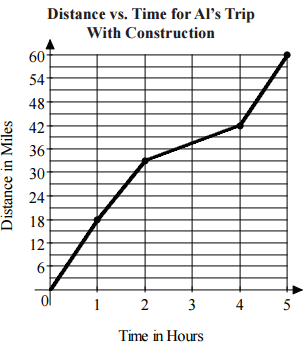 Distance vs. Time for Al's Trip
With Construction
Distance in Miles
60
54
48
42
36
30
24
18
12
6
0
1 2 3 4 5
Time in Hours